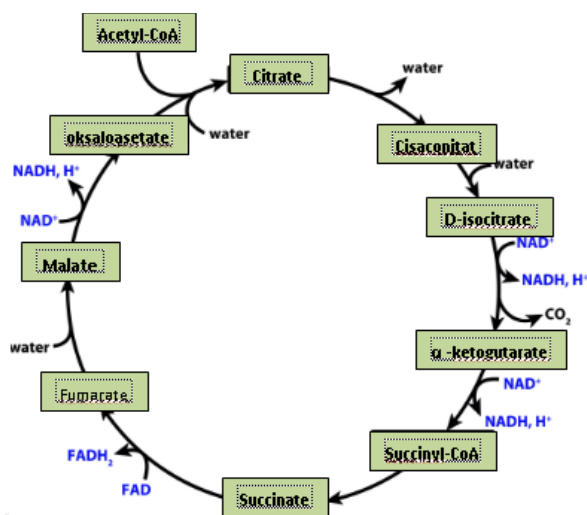 Acetyl-CoA
Citrate
water
water
oksaloasetate
Cisaconitat
water
NADH, H⁺
NAD⁺
D-isocitrate
NAD⁺
NADH, H⁺
Malate
CO₂
water
α -ketogutarate
NAD⁺
Fumarate
NADH, H⁺
Succinyl-CoA
FADH₂
FAD
Succinate